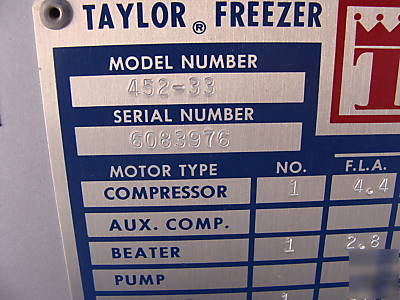 TAYLOR® FREEZER
MODEL NUMBER
452-33
SERIAL NUMBER
6083976
MOTOR TYPE NO. F.L.A.
COMPRESSOR 1 4.4
AUX. COMP.
BEATER 1 2.8
PUMP